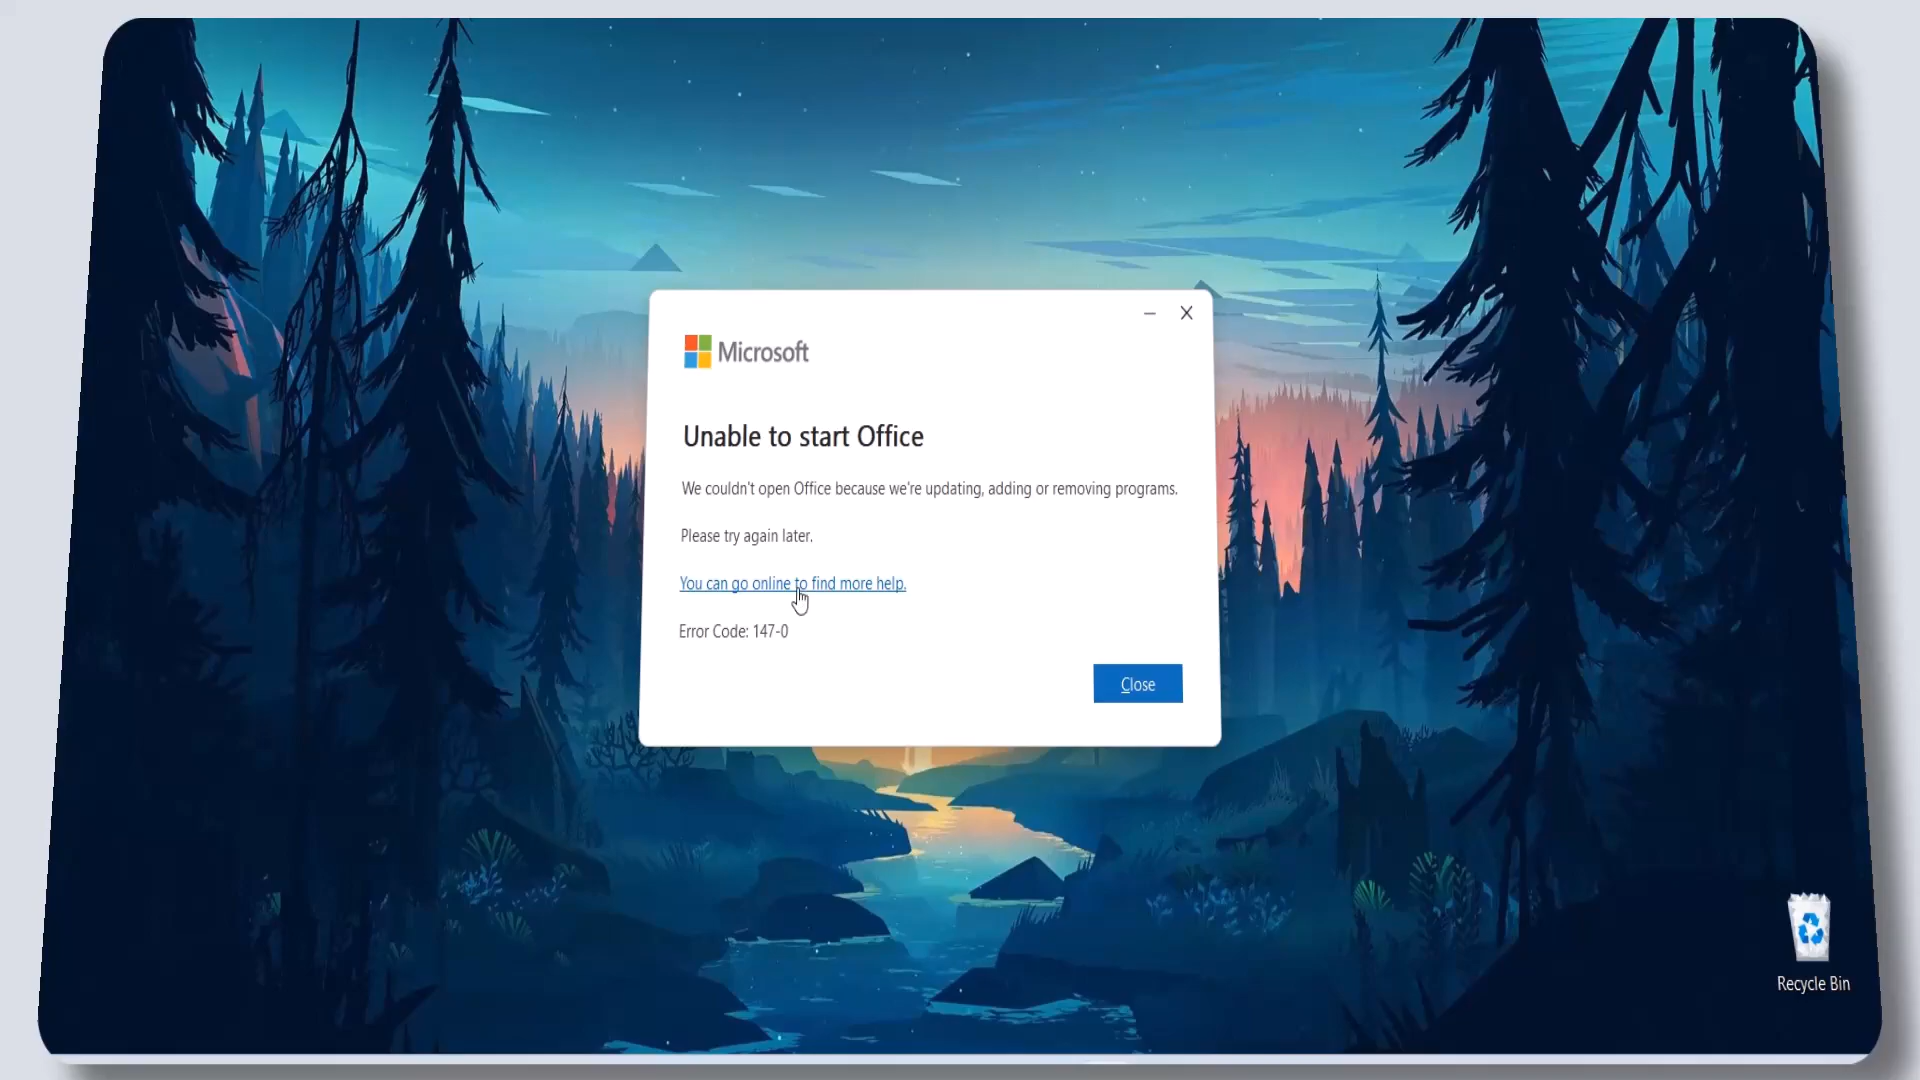 Microsoft
Unable to start Office
We couldn't open Office because we're updating, adding or removing programs.
Please try again later.
You can go online to find more help.
Error Code: 147-0
Close
Recycle Bin